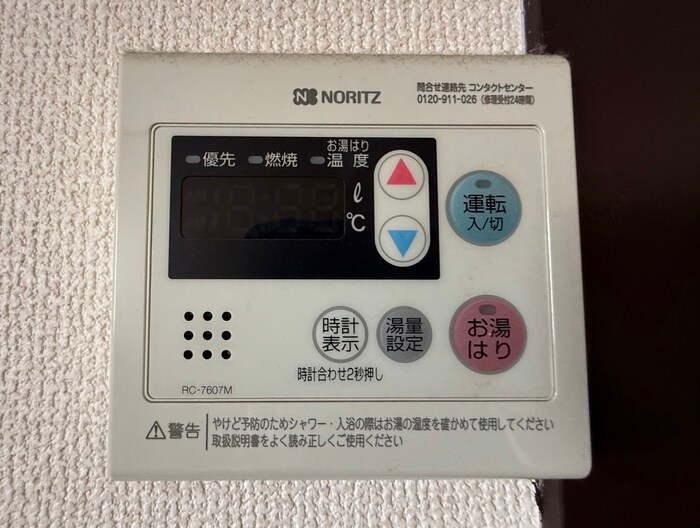 NORITZ
問合せ連絡先 コンタクトセンター
0120-911-026(修理受付24時間)
優先
燃焼
お湯はり
温度
ℓ
℃
運転
入/切
時計
表示
湯量
設定
お湯
はり
時計合わせ2秒押し
RC-7607M
警告
やけど予防のためシャワー・入浴の際はお湯の温度を確かめて使用してください
取扱説明書をよく読み正しくご使用ください